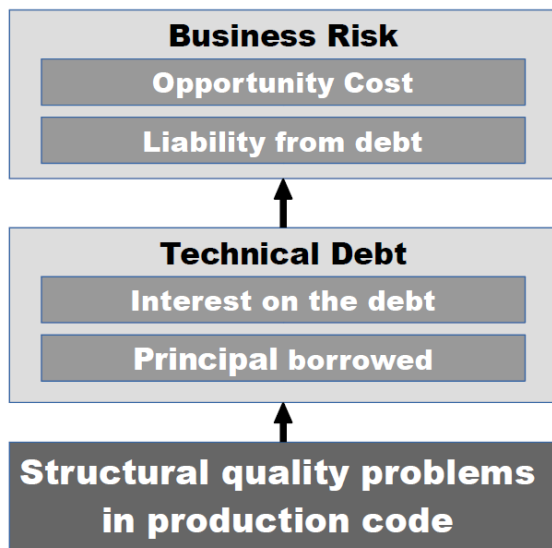 Business Risk
Opportunity Cost
Liability from debt
Technical Debt
Interest on the debt
Principal borrowed
Structural quality problems
in production code